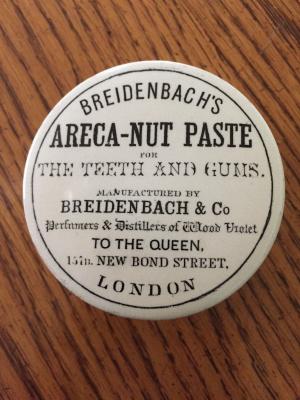 BREIDENBACH'S
ARECA-NUT PASTE
FOR
THE TEETH AND GUMS.
MANUFACTURED BY
BREIDENBACH & Co
Perfumers & Distillers of Wood Violet
TO THE QUEEN,
157B. NEW BOND STREET,
LONDON